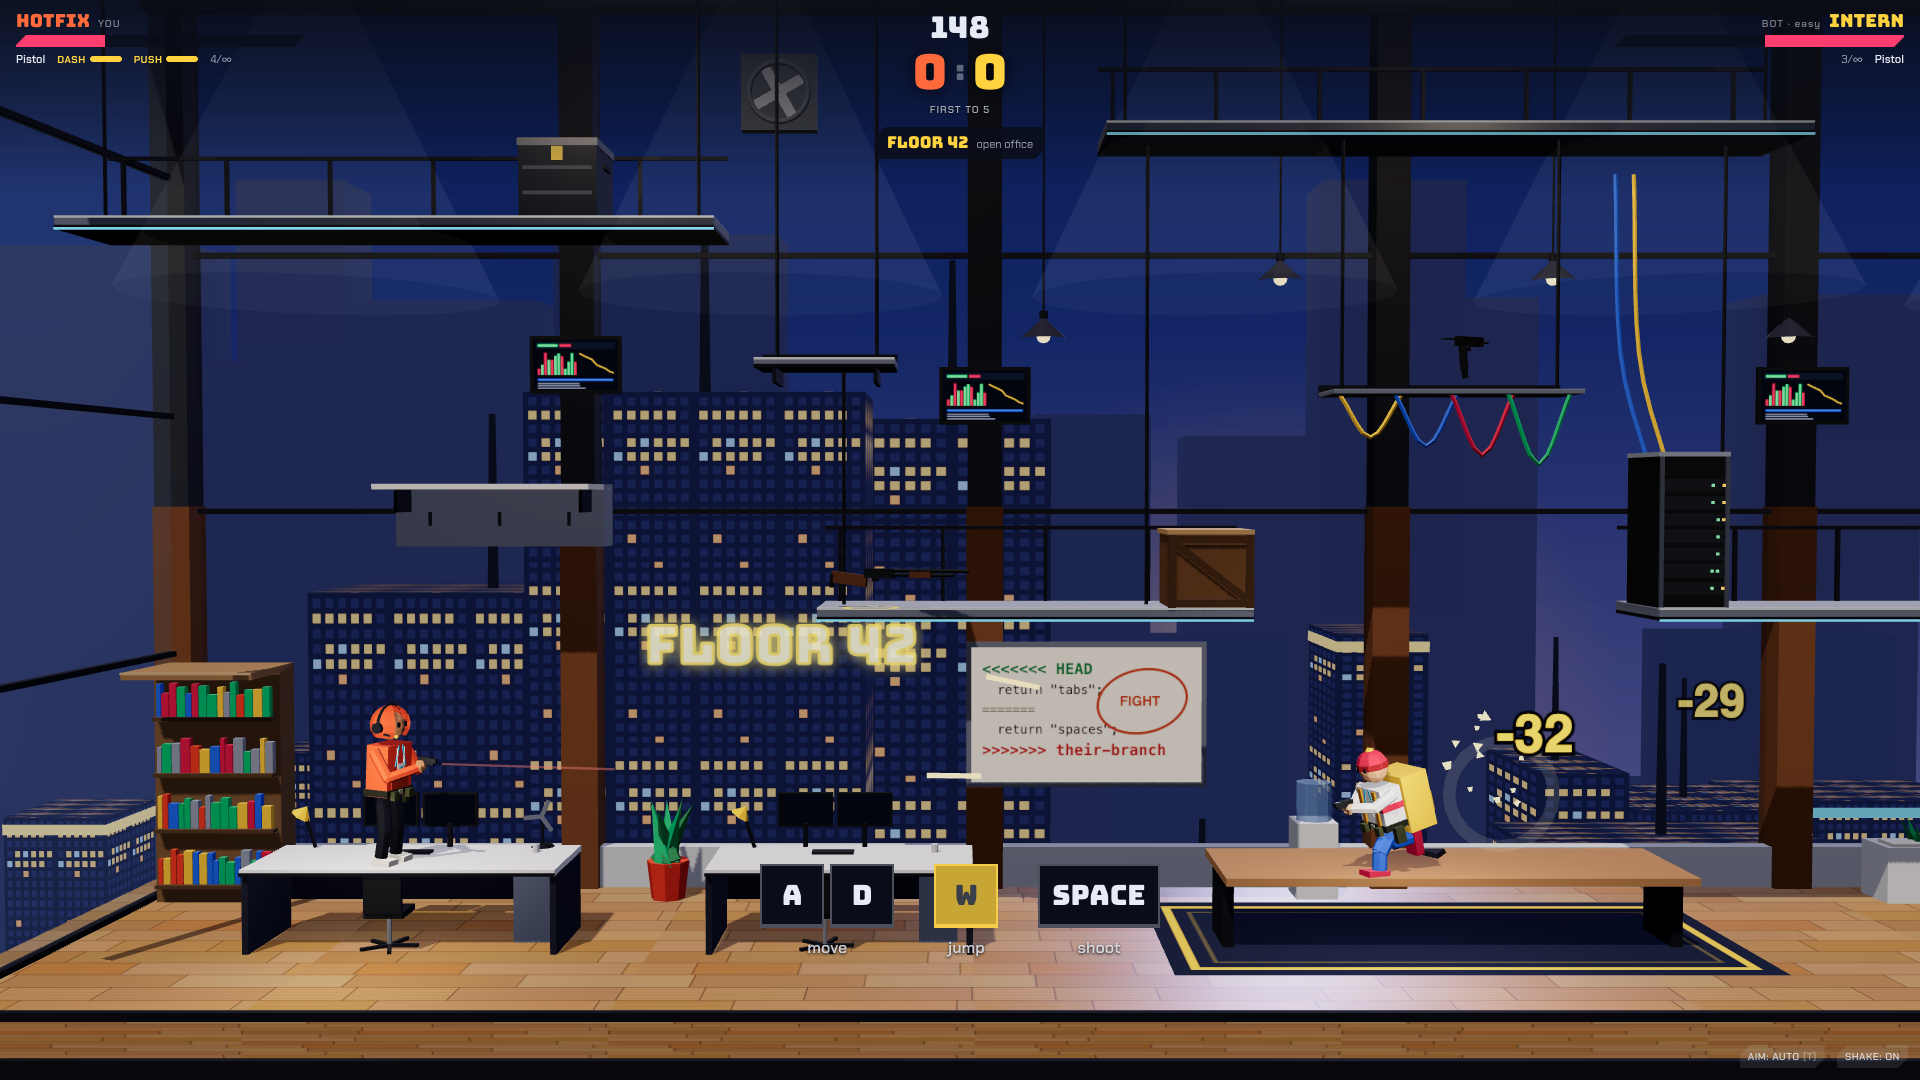 HOTFIX YOU
Pistol DASH PUSH 4/∞
148
0:0
FIRST TO 5
FLOOR 42 open office
BOT · easy INTERN
3/∞ Pistol
FLOOR 42
<<<<<<< HEAD
return "tabs";
=======
return "spaces";
>>>>>>> their-branch
FIGHT
-32
-29
A D W SPACE
move jump shoot
AIM: AUTO [T] SHAKE: ON